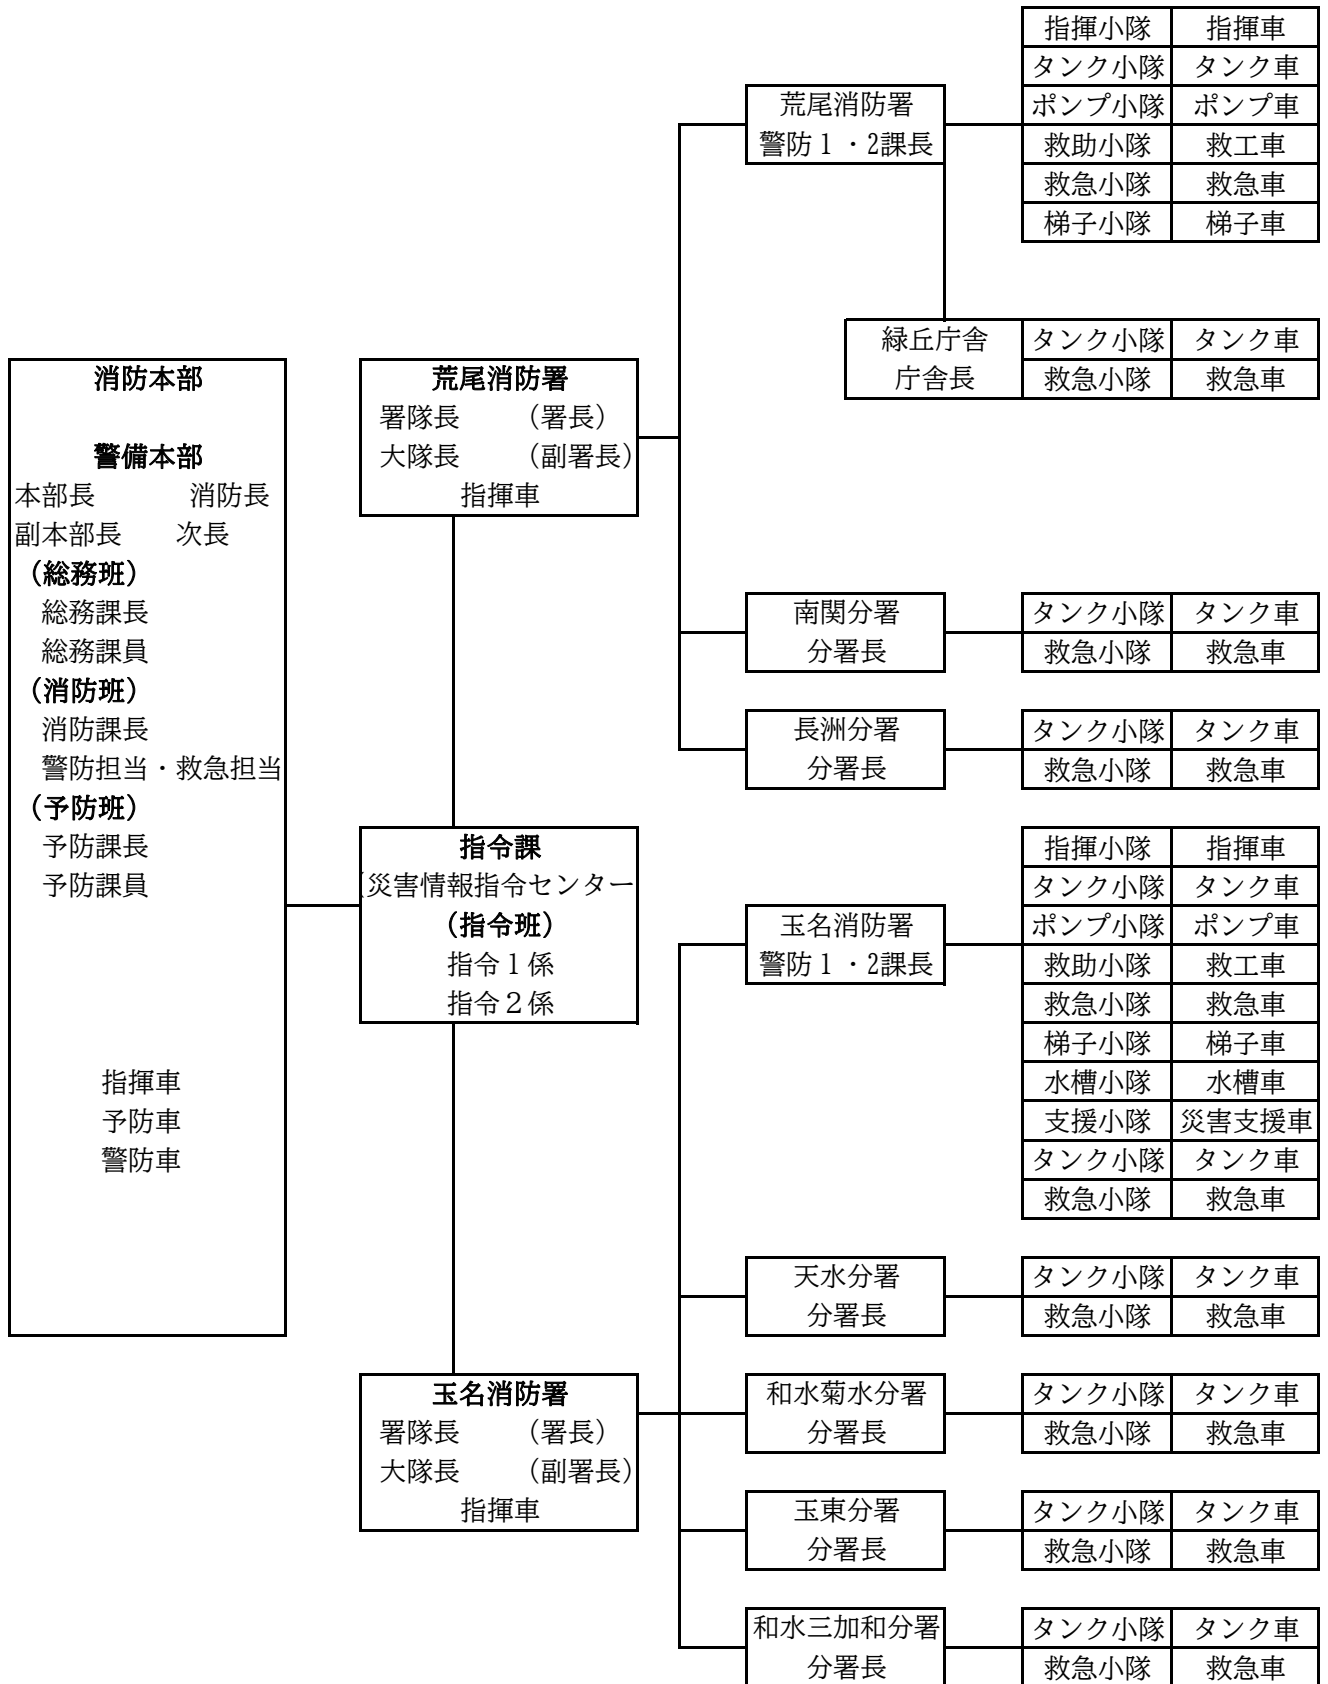 消防本部
警備本部
本部長 消防長
副本部長 次長
（総務班）
総務課長
総務課員
（消防班）
消防課長
警防担当・救急担当
（予防班）
予防課長
予防課員
指揮車
予防車
警防車
荒尾消防署
署隊長 （署長）
大隊長 （副署長）
指揮車
指令課
災害情報指令センター
（指令班）
指令１係
指令２係
玉名消防署
署隊長 （署長）
大隊長 （副署長）
指揮車
荒尾消防署
警防１・2課長
指揮小隊 指揮車
タンク小隊 タンク車
ポンプ小隊 ポンプ車
救助小隊 救工車
救急小隊 救急車
梯子小隊 梯子車
緑丘庁舎
庁舎長
タンク小隊 タンク車
救急小隊 救急車
南関分署
分署長
タンク小隊 タンク車
救急小隊 救急車
長洲分署
分署長
タンク小隊 タンク車
救急小隊 救急車
玉名消防署
警防１・2課長
指揮小隊 指揮車
タンク小隊 タンク車
ポンプ小隊 ポンプ車
救助小隊 救工車
救急小隊 救急車
梯子小隊 梯子車
水槽小隊 水槽車
支援小隊 災害支援車
タンク小隊 タンク車
救急小隊 救急車
天水分署
分署長
タンク小隊 タンク車
救急小隊 救急車
和水菊水分署
分署長
タンク小隊 タンク車
救急小隊 救急車
玉東分署
分署長
タンク小隊 タンク車
救急小隊 救急車
和水三加和分署
分署長
タンク小隊 タンク車
救急小隊 救急車